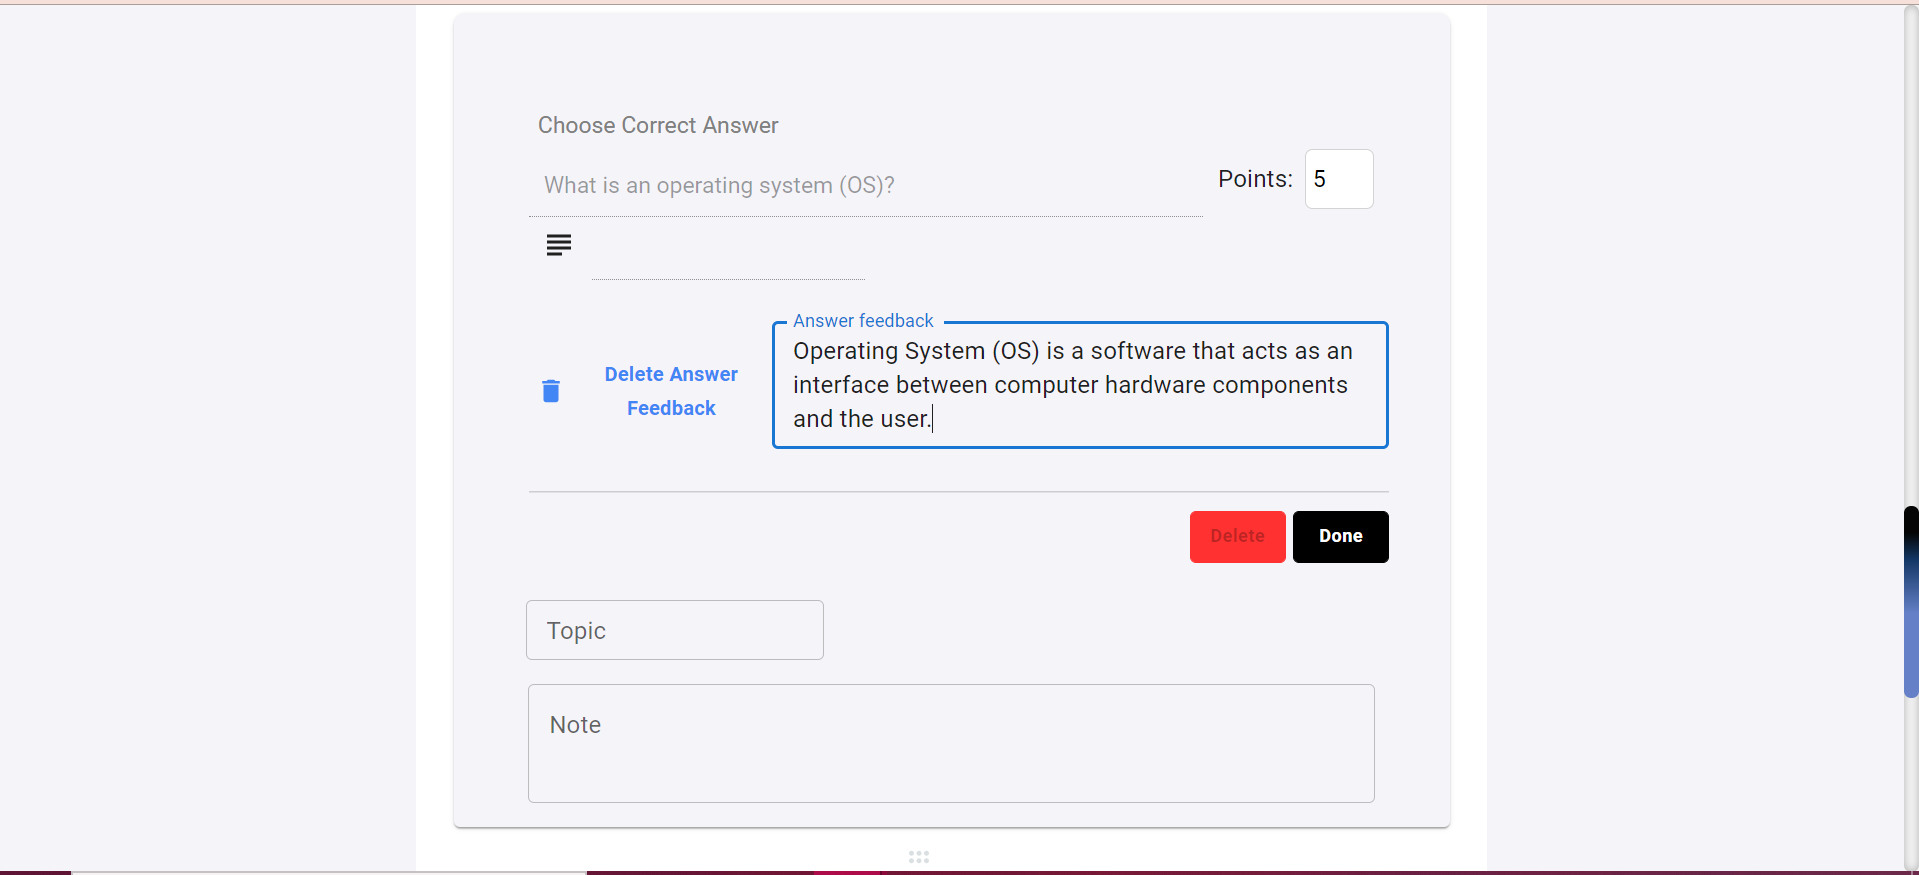 Choose Correct Answer
What is an operating system (OS)?
Points: 5
Answer feedback
Operating System (OS) is a software that acts as an
interface between computer hardware components
and the user.
Delete Answer
Feedback
Delete
Done
Topic
Note